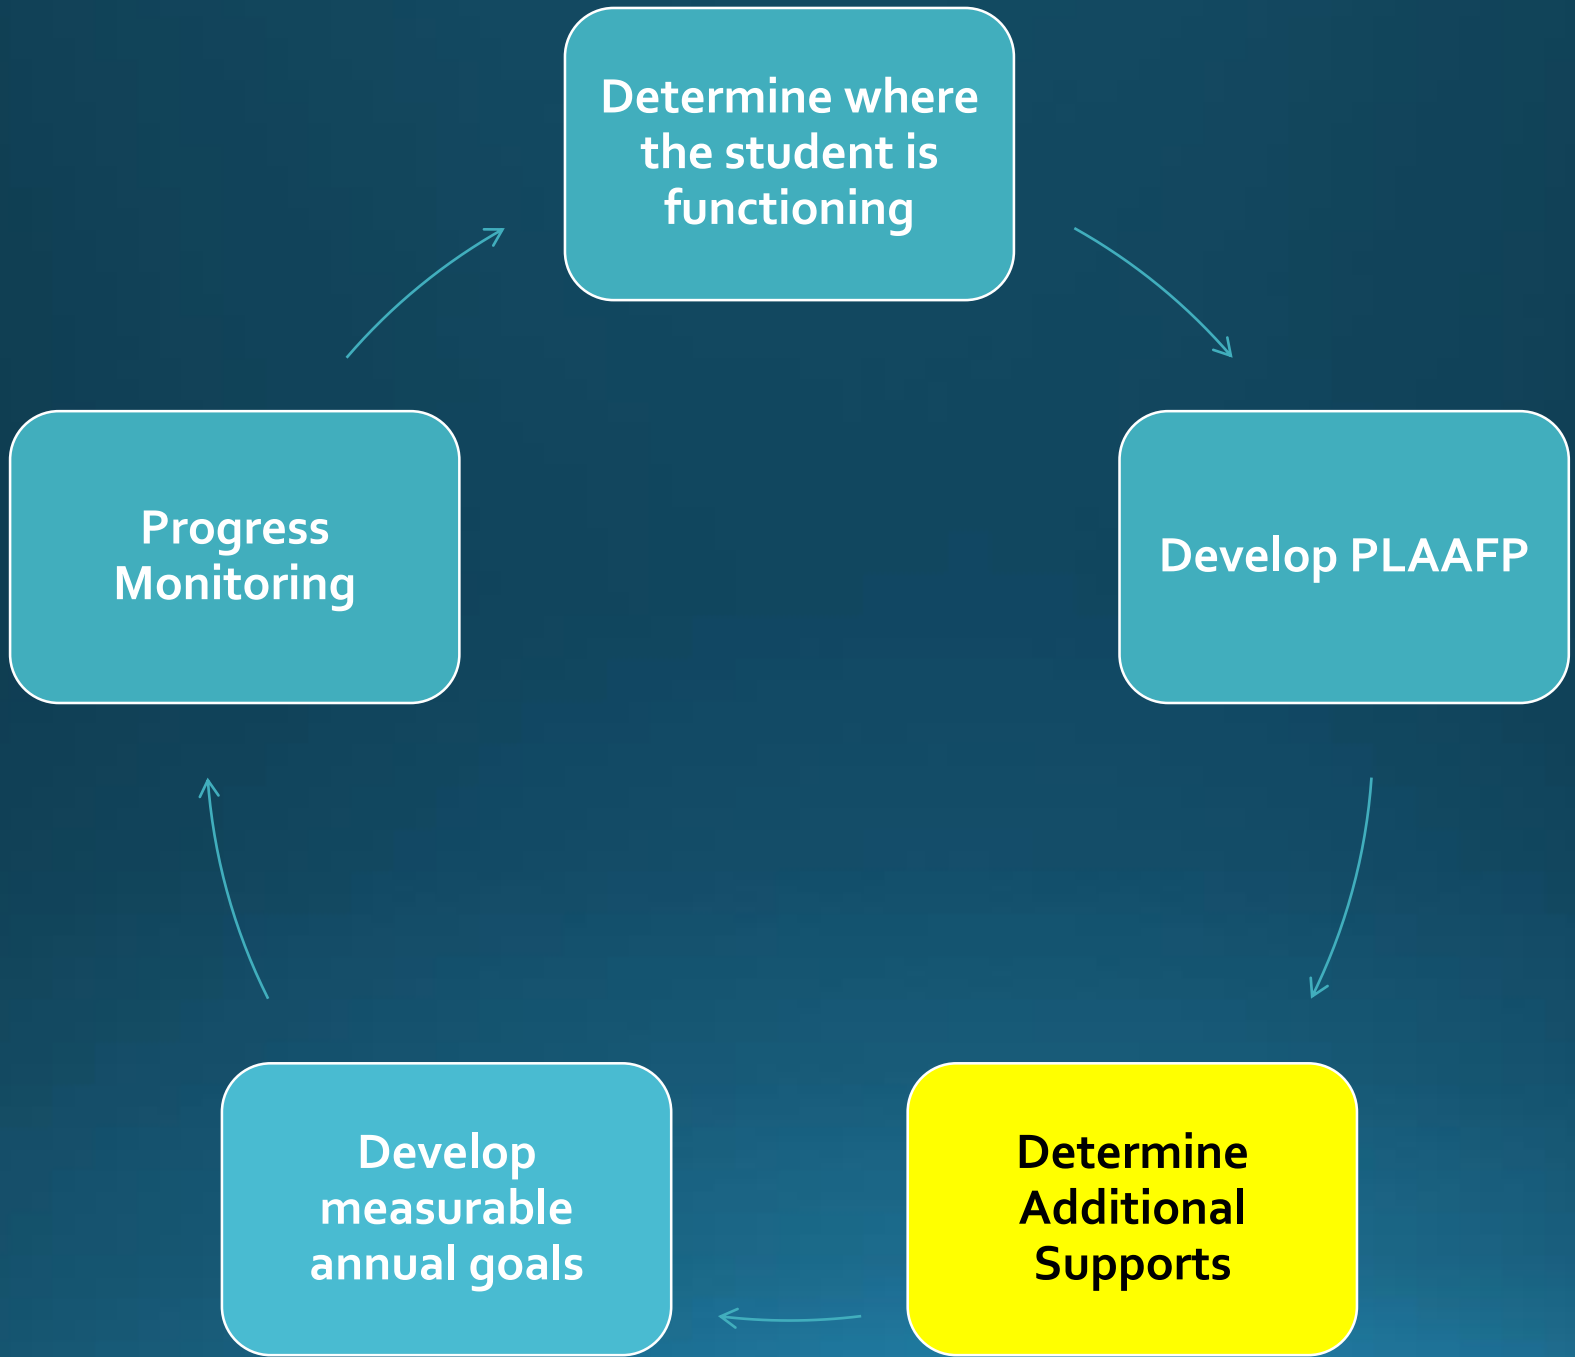 Determine where
the student is
functioning
Develop PLAAFP
Determine
Additional
Supports
Develop
measurable
annual goals
Progress
Monitoring